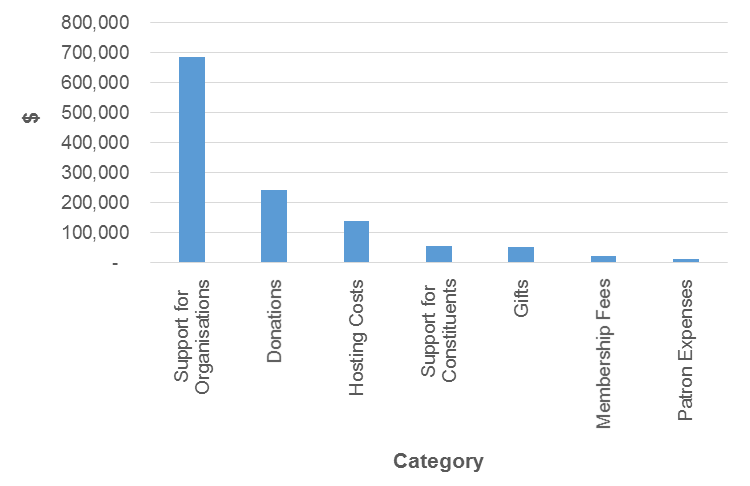 800,000
700,000
600,000
500,000
400,000
300,000
200,000
100,000
-
$
Support for
Organisations
Donations
Hosting Costs
Support for
Constituents
Gifts
Membership Fees
Patron Expenses
Category